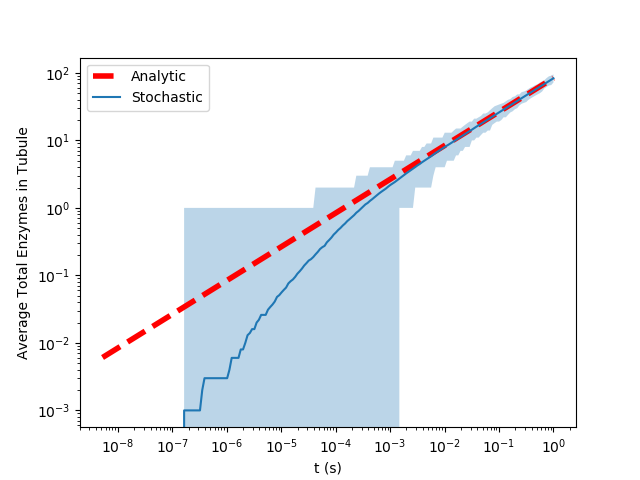 Analytic
Stochastic
Average Total Enzymes in Tubule
10²
10¹
10⁰
10⁻¹
10⁻²
10⁻³
10⁻⁸ 10⁻⁷ 10⁻⁶ 10⁻⁵ 10⁻⁴ 10⁻³ 10⁻² 10⁻¹ 10⁰
t (s)